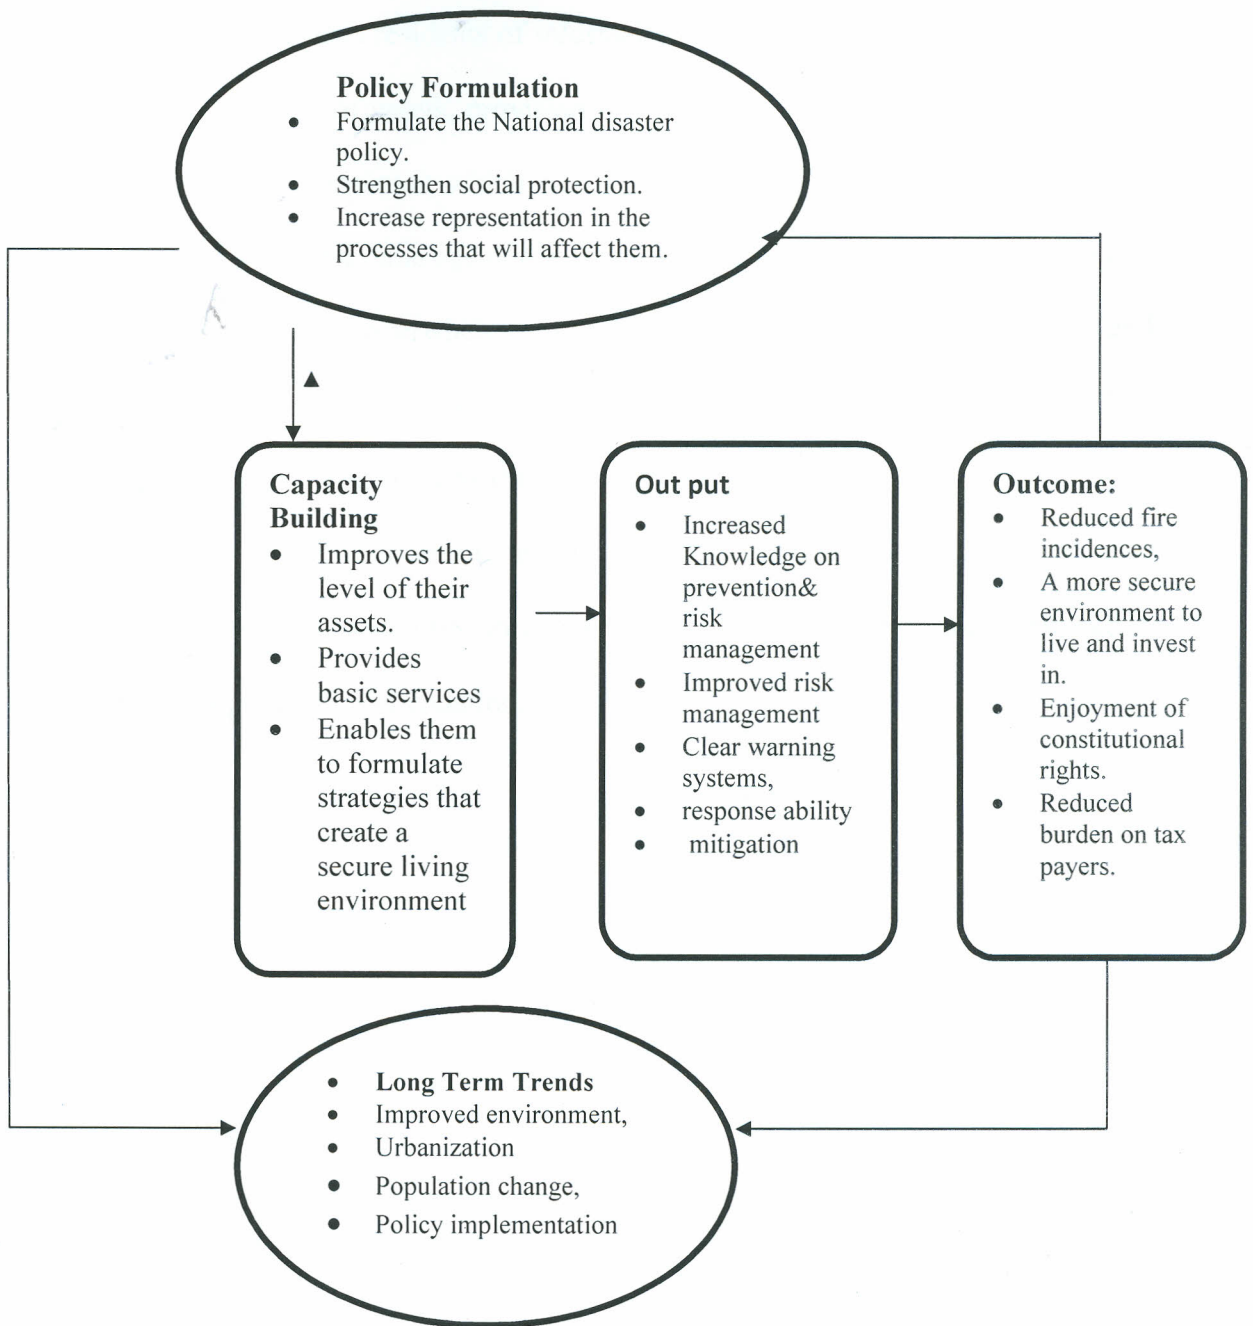 Policy Formulation
• Formulate the National disaster
policy.
• Strengthen social protection.
• Increase representation in the
processes that will affect them.
Capacity
Building
• Improves the
level of their
assets.
• Provides
basic services
• Enables them
to formulate
strategies that
create a
secure living
environment
Out put
• Increased
Knowledge on
prevention&
risk
management
• Improved risk
management
• Clear warning
systems,
• response ability
• mitigation
Outcome:
• Reduced fire
incidences,
• A more secure
environment to
live and invest
in.
• Enjoyment of
constitutional
rights.
• Reduced
burden on tax
payers.
• Long Term Trends
• Improved environment,
• Urbanization
• Population change,
• Policy implementation